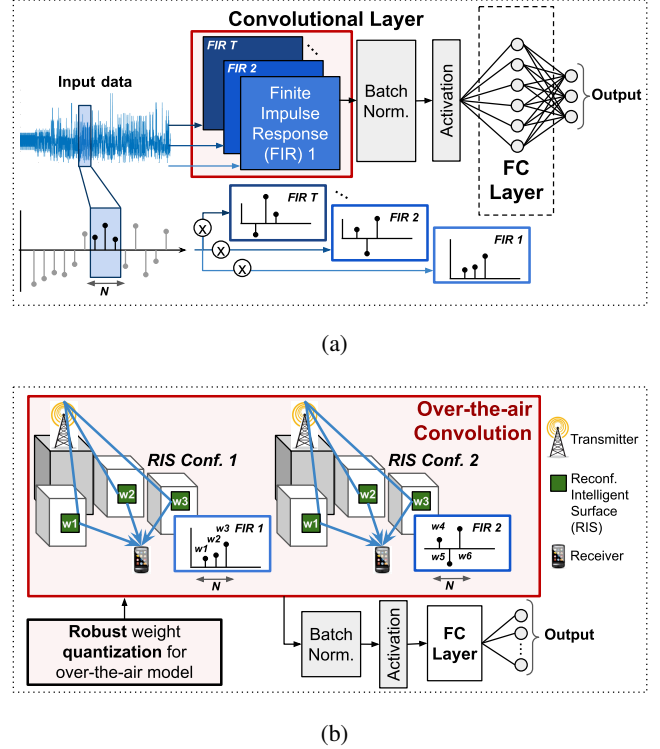 Convolutional Layer
Input data
FIR T
FIR 2
Finite
Impulse
Response
(FIR) 1
Batch
Norm.
Activation
FC
Layer
Output
N
X
X
X
FIR T
FIR 2
FIR 1
(a)
Over-the-air
Convolution
RIS Conf. 1
w1
w2
w3
FIR 1
w1
w2
w3
N
RIS Conf. 2
w1
w2
w3
FIR 2
w4
w5
w6
N
Transmitter
Reconf.
Intelligent
Surface
(RIS)
Receiver
Robust weight
quantization for
over-the-air model
Batch
Norm.
Activation
FC
Layer
Output
(b)